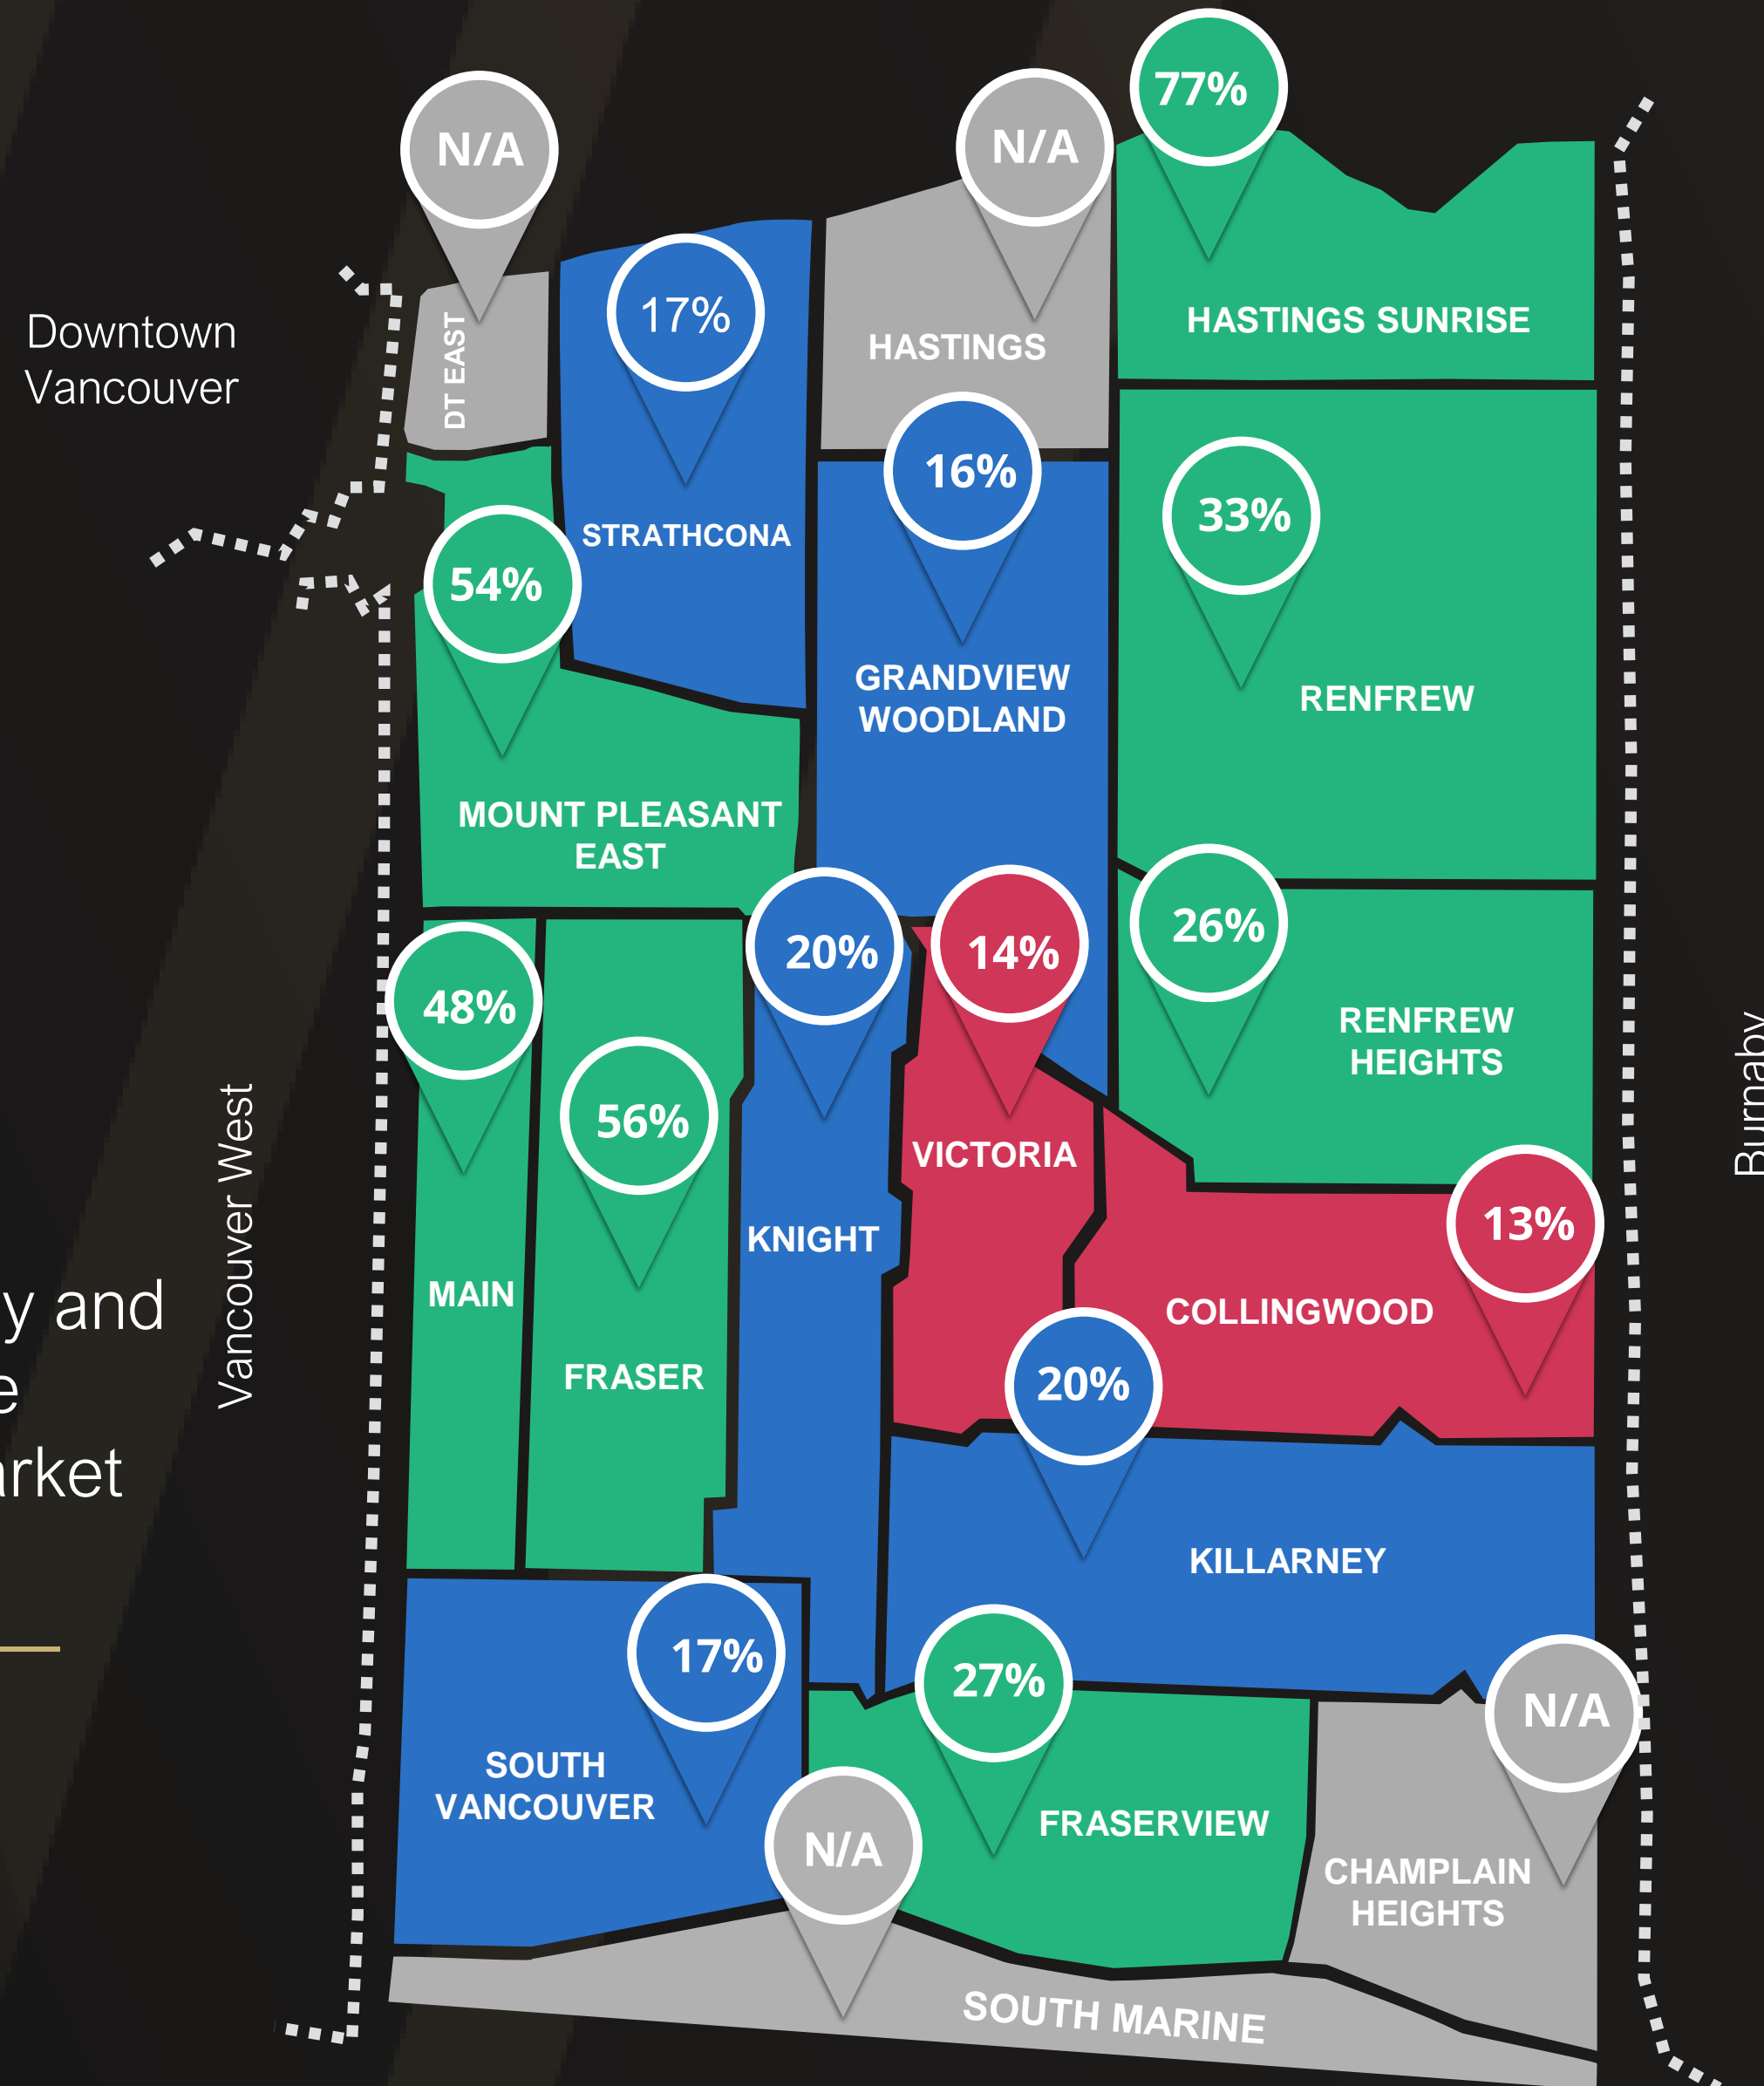 77%
N/A
N/A
17%
Downtown
Vancouver
DT EAST
HASTINGS
HASTINGS SUNRISE
16%
33%
STRATHCONA
54%
GRANDVIEW
WOODLAND
RENFREW
MOUNT PLEASANT
EAST
20%
14%
26%
48%
RENFREW
HEIGHTS
56%
Burnaby
Vancouver West
VICTORIA
KNIGHT
13%
MAIN
COLLINGWOOD
y and
FRASER
20%
e
arket
KILLARNEY
17%
27%
N/A
SOUTH
VANCOUVER
FRASERVIEW
N/A
CHAMPLAIN
HEIGHTS
SOUTH MARINE